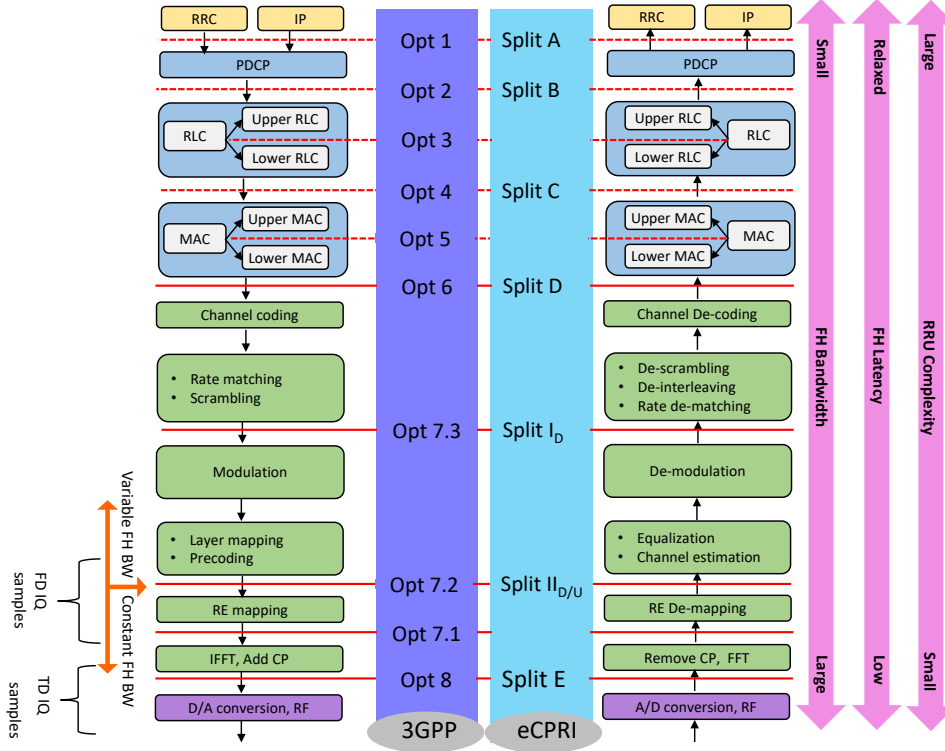 RRC
IP
PDCP
RLC
Upper RLC
Lower RLC
MAC
Upper MAC
Lower MAC
Channel coding
• Rate matching
• Scrambling
Modulation
• Layer mapping
• Precoding
RE mapping
IFFT, Add CP
D/A conversion, RF
Variable FH BW
Constant FH BW
FD IQ
samples
TD IQ
samples
Opt 1
Opt 2
Opt 3
Opt 4
Opt 5
Opt 6
Opt 7.3
Opt 7.2
Opt 7.1
Opt 8
3GPP
Split A
Split B
Split C
Split D
Split I_D
Split II_D/U
Split E
eCPRI
RRC
IP
PDCP
Upper RLC
RLC
Lower RLC
Upper MAC
MAC
Lower MAC
Channel De-coding
• De-scrambling
• De-interleaving
• Rate de-matching
De-modulation
• Equalization
• Channel estimation
RE De-mapping
Remove CP, FFT
A/D conversion, RF
Small
FH Bandwidth
Large
Relaxed
FH Latency
Low
Large
RRU Complexity
Small